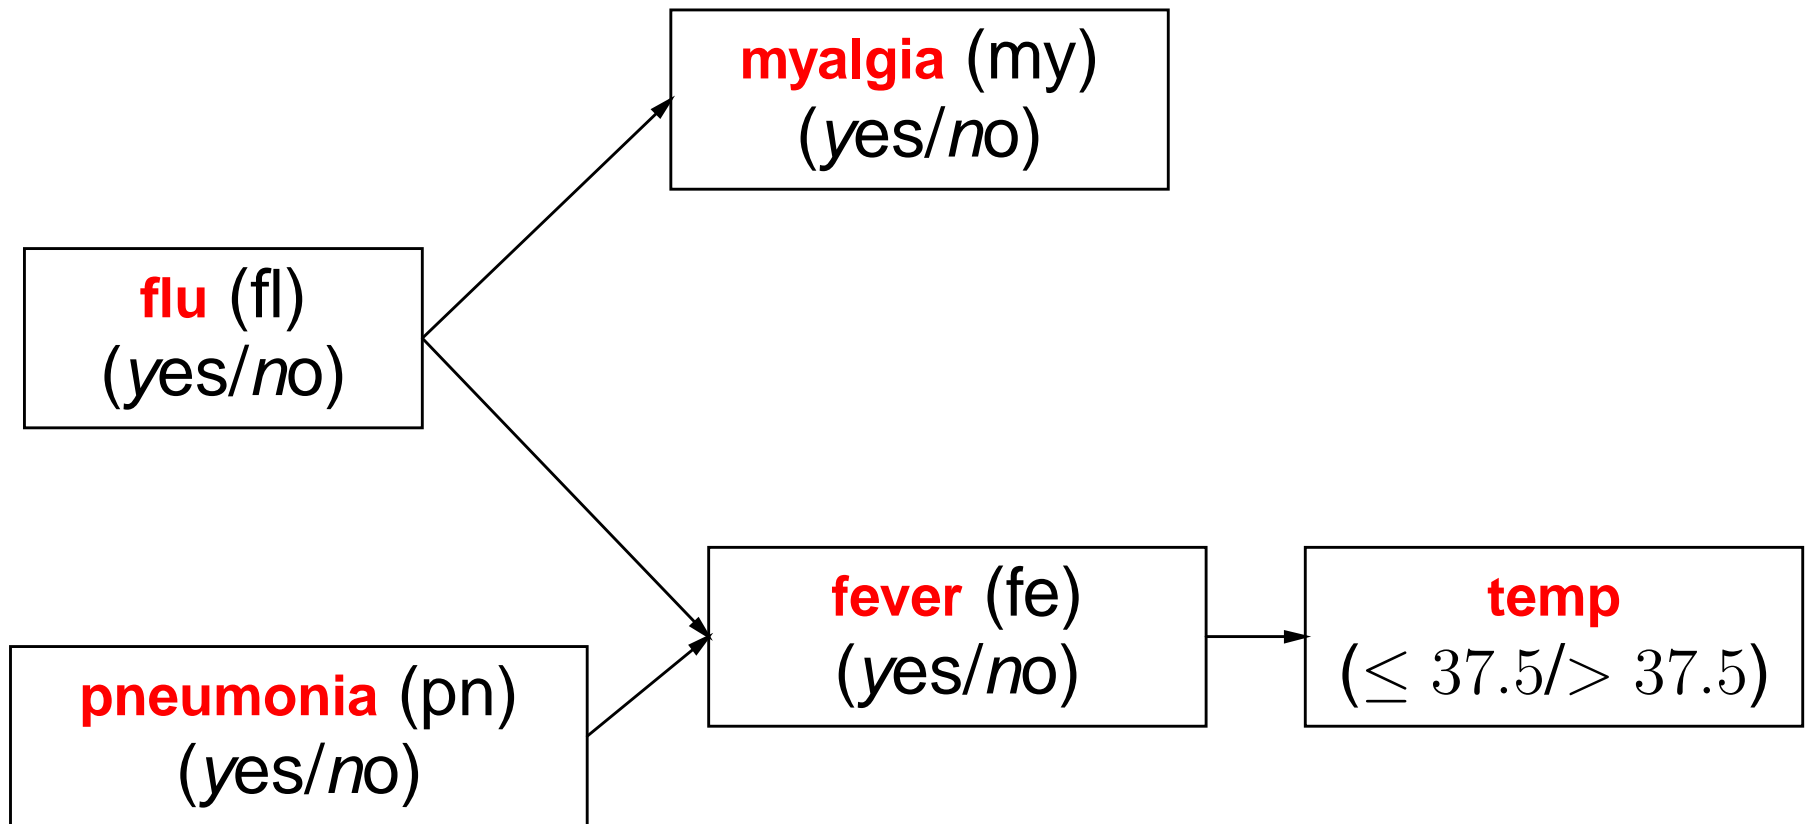 myalgia (my)
(yes/no)
flu (fl)
(yes/no)
fever (fe)
(yes/no)
temp
(≤ 37.5/> 37.5)
pneumonia (pn)
(yes/no)